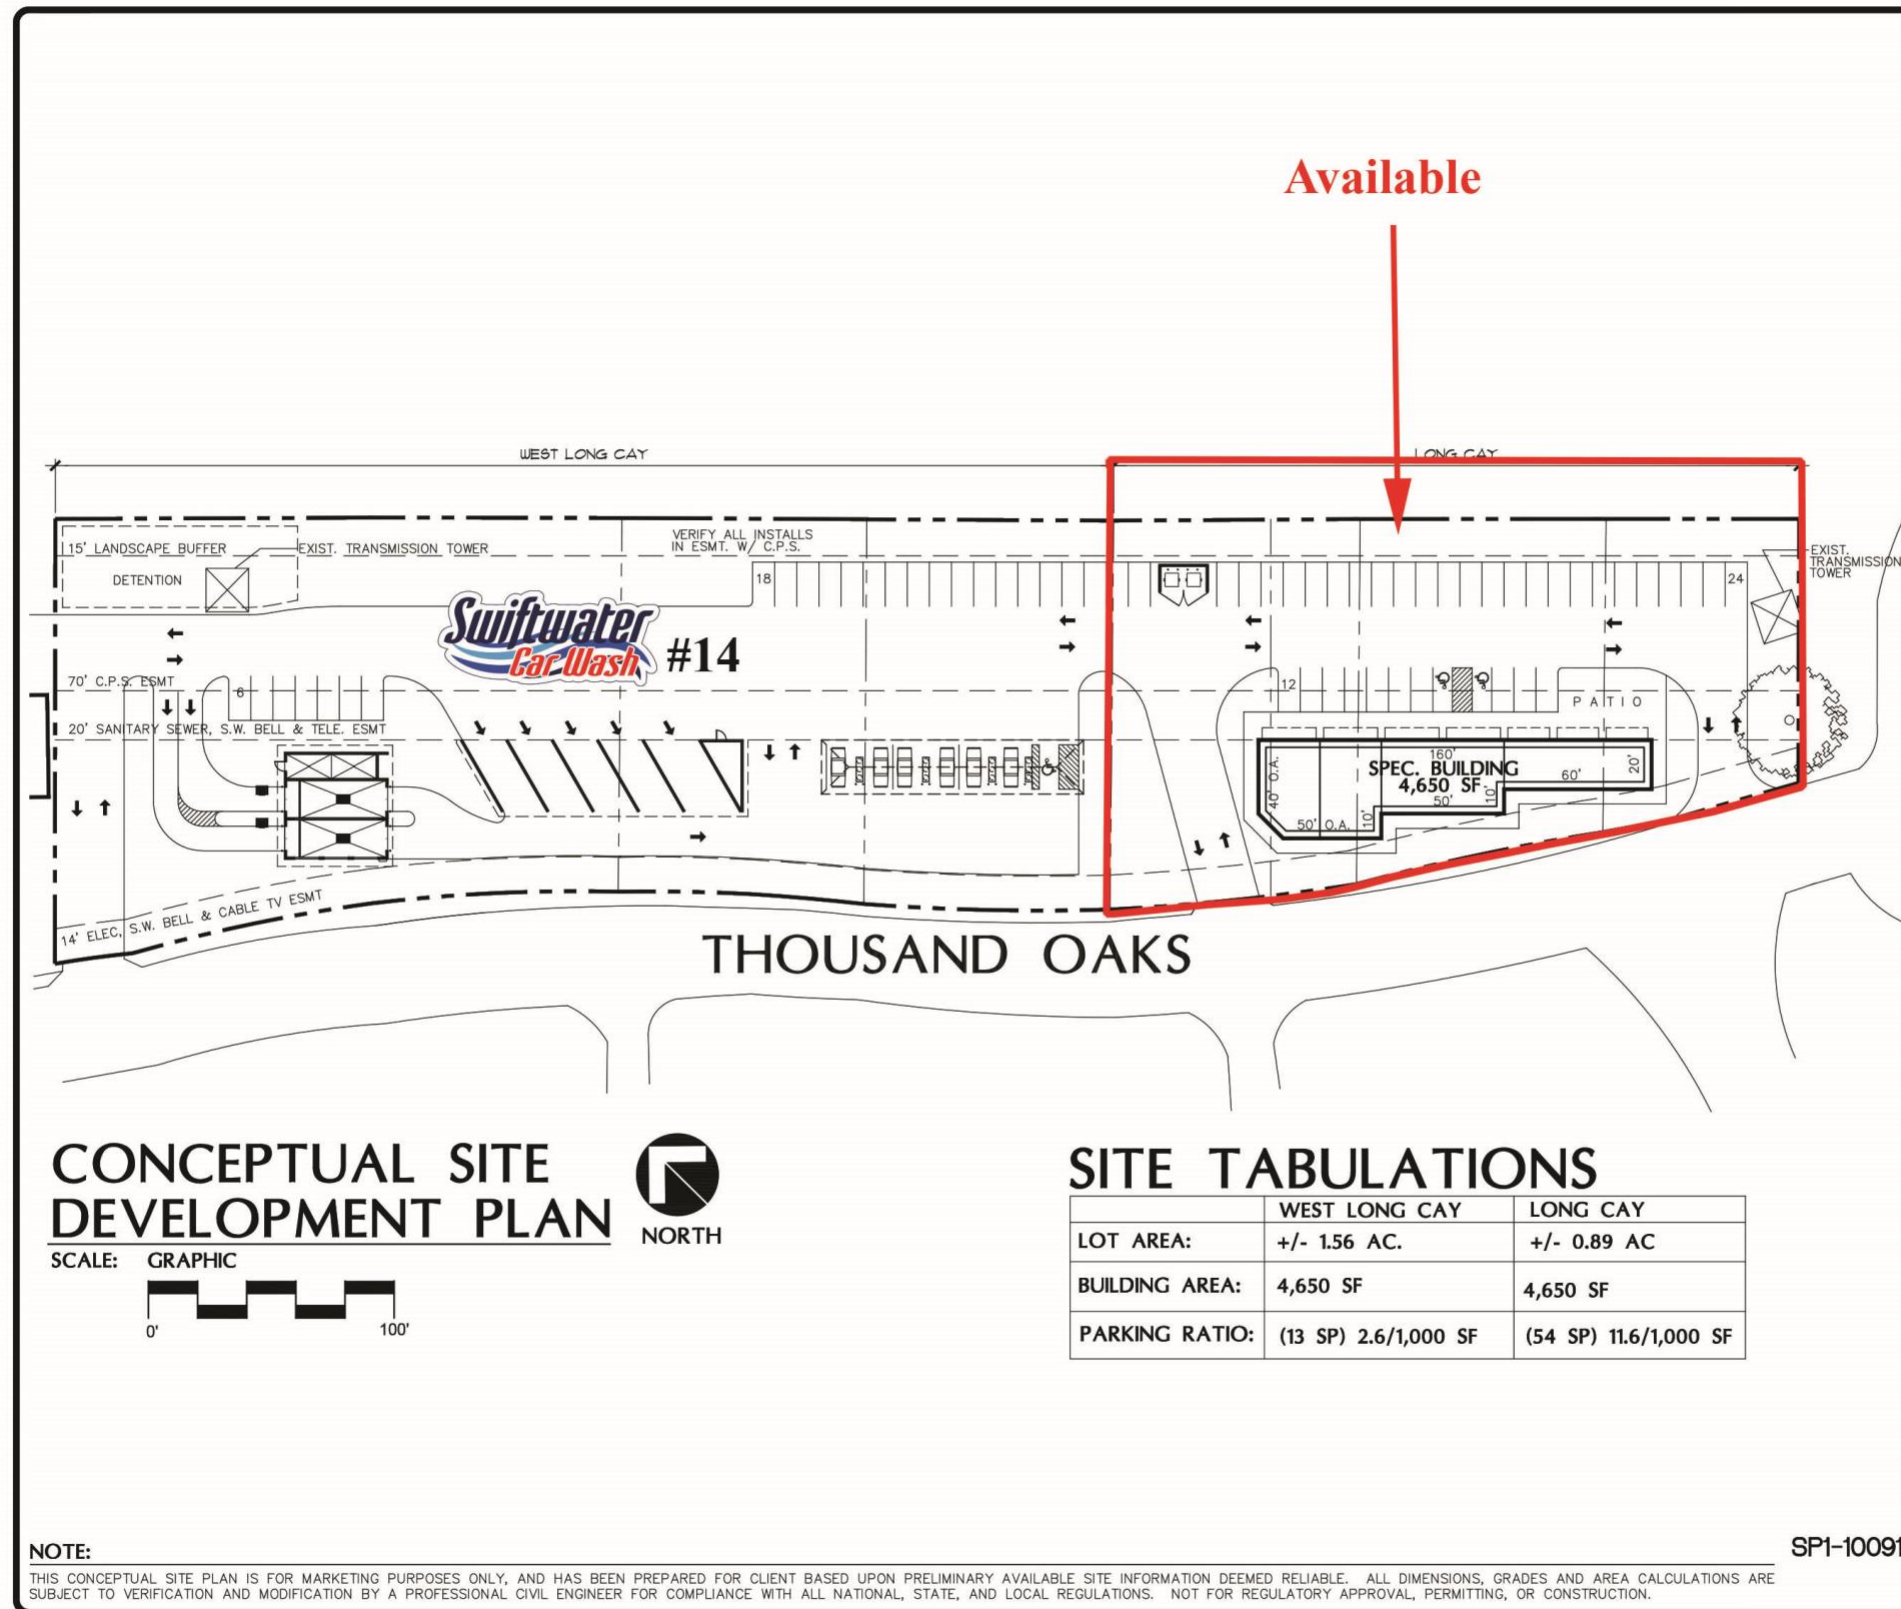 Available
WEST LONG CAY
LONG CAY
15' LANDSCAPE BUFFER
EXIST. TRANSMISSION TOWER
VERIFY ALL INSTALLS
IN ESMT. W/ C.P.S.
EXIST.
TRANSMISSION
TOWER
DETENTION
18
24
Swiftwater
Car Wash
#14
70' C.P.S. ESMT
6
12
PATIO
20' SANITARY SEWER, S.W. BELL & TELE. ESMT
160'
SPEC. BUILDING
4,650 SF
60'
20'
40' O.A.
50'
10'
50' O.A.
10'
14' ELEC, S.W. BELL & CABLE TV ESMT
THOUSAND OAKS
CONCEPTUAL SITE
DEVELOPMENT PLAN
NORTH
SCALE: GRAPHIC
0'
100'
SITE TABULATIONS
WEST LONG CAY LONG CAY
LOT AREA: +/- 1.56 AC. +/- 0.89 AC
BUILDING AREA: 4,650 SF 4,650 SF
PARKING RATIO: (13 SP) 2.6/1,000 SF (54 SP) 11.6/1,000 SF
SP1-10091
NOTE:
THIS CONCEPTUAL SITE PLAN IS FOR MARKETING PURPOSES ONLY, AND HAS BEEN PREPARED FOR CLIENT BASED UPON PRELIMINARY AVAILABLE SITE INFORMATION DEEMED RELIABLE. ALL DIMENSIONS, GRADES AND AREA CALCULATIONS ARE
SUBJECT TO VERIFICATION AND MODIFICATION BY A PROFESSIONAL CIVIL ENGINEER FOR COMPLIANCE WITH ALL NATIONAL, STATE, AND LOCAL REGULATIONS. NOT FOR REGULATORY APPROVAL, PERMITTING, OR CONSTRUCTION.